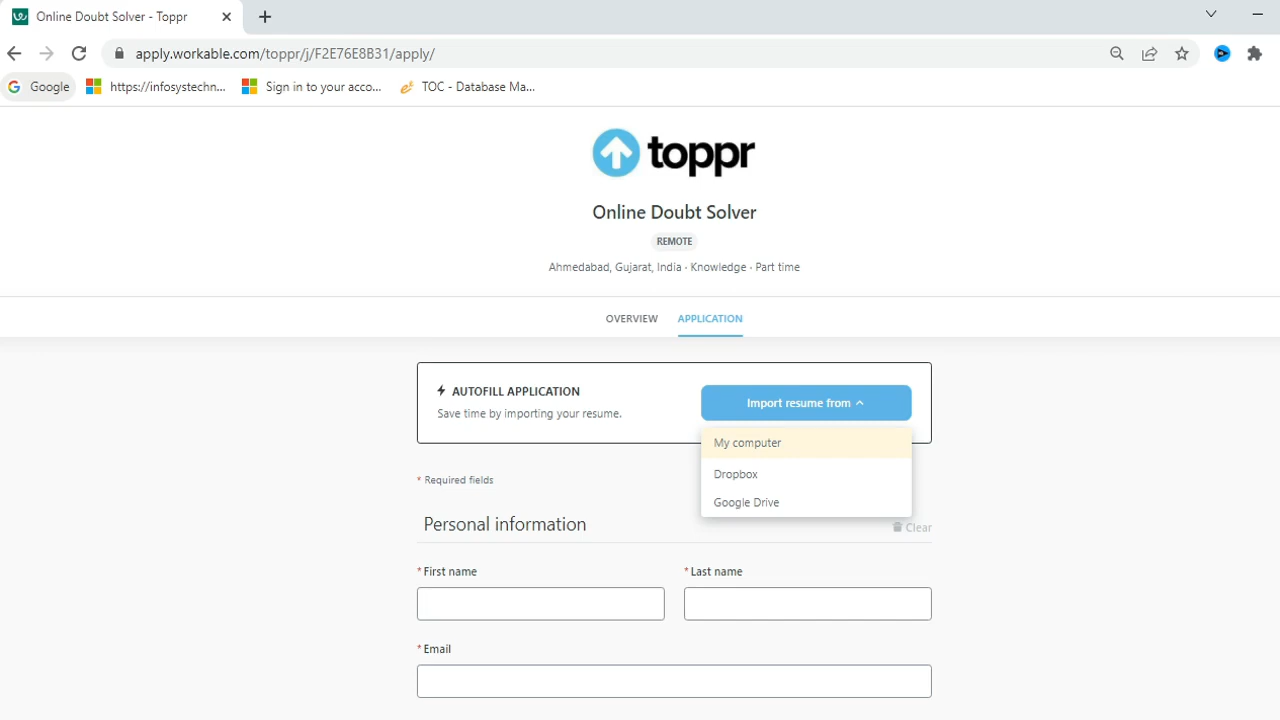 Online Doubt Solver - Toppr
apply.workable.com/toppr/j/F2E76E8B31/apply/
Google
https://infosystechn...
Sign in to your acco...
TOC - Database Ma...
toppr
Online Doubt Solver
REMOTE
Ahmedabad, Gujarat, India · Knowledge · Part time
OVERVIEW
APPLICATION
AUTOFILL APPLICATION
Save time by importing your resume.
Import resume from
My computer
Dropbox
Google Drive
* Required fields
Personal information
Clear
* First name
* Last name
* Email